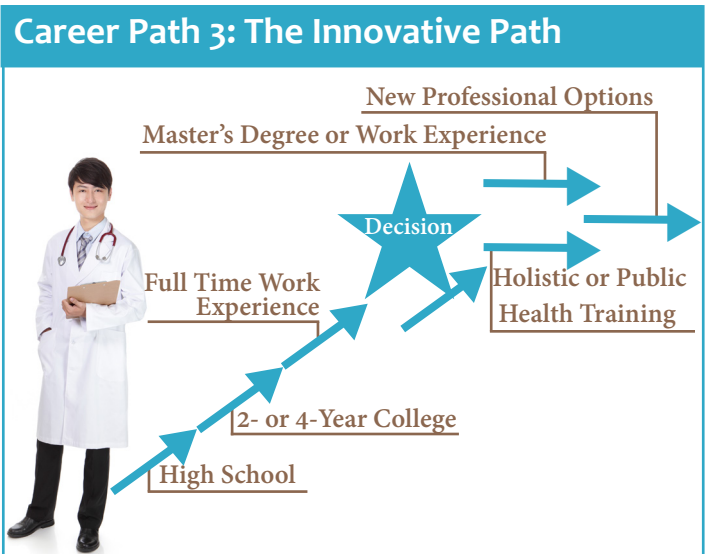 Career Path 3: The Innovative Path
New Professional Options
Master's Degree or Work Experience
Decision
Full Time Work
Experience
Holistic or Public
Health Training
2- or 4-Year College
High School